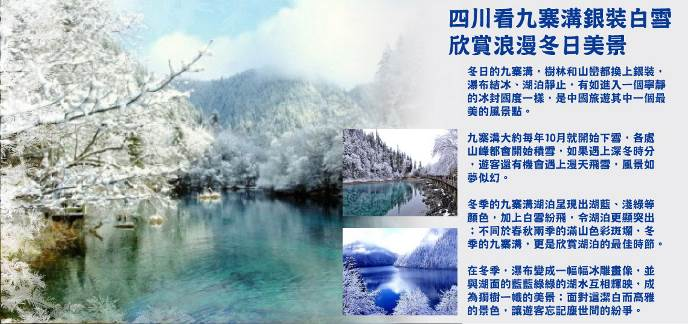 四川看九寨溝銀裝白雪
欣賞浪漫冬日美景
冬日的九寨溝，樹林和山巒都換上銀裝，
瀑布結冰、湖泊靜止，有如進入一個寧靜
的冰封國度一樣，是中國旅遊其中一個最
美的風景點。
九寨溝大約每年10月就開始下雪，各處
山峰都會開始積雪，如果遇上深冬時分
，遊客還有機會遇上漫天飛雪，風景如
夢似幻。
冬季的九寨溝湖泊呈現出湖藍、淺綠等
顏色，加上白雪紛飛，令湖泊更顯突出
；不同於春秋兩季的滿山色彩斑斕，冬
季的九寨溝，更是欣賞湖泊的最佳時節。
在冬季，瀑布變成一幅幅冰雕畫像，並
與湖面的藍藍綠綠的湖水互相輝映，成
為獨樹一幟的美景；面對這潔白而高雅
的景色，讓遊客忘記塵世間的紛爭。